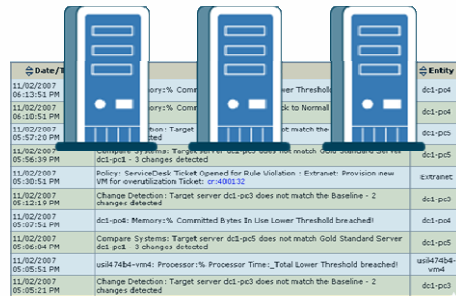 Date/T
Entity
11/02/2007
06:13:51 PM
ory:% Comm
ower Threshold
dc1-pc4
11/02/2007
06:10:51 PM
ory:% Comm
ck to Normal
dc1-pc4
11/02/2007
05:57:20 PM
tion: Target
not match the
dc1-pc5
11/02/2007
05:56:39 PM
Compare Systems: Target server dc1-pc5 does not match Gold Standard Server
dc1-pc1 - 3 changes detected
dc1-pc5
11/02/2007
05:30:51 PM
Policy: ServiceDesk Ticket Opened for Rule Violation : Extranet: Provision new
VM for overutilization Ticket: cr:400132
Extranet
11/02/2007
05:12:19 PM
Change Detection: Target server dc1-pc3 does not match the Baseline - 2
changes detected
dc1-pc3
11/02/2007
05:07:51 PM
dc1-pc4: Memory:% Committed Bytes In Use Lower Threshold breached!
dc1-pc4
11/02/2007
05:06:04 PM
Compare Systems: Target server dc1-pc5 does not match Gold Standard Server
dc1-pc1 - 3 changes detected
dc1-pc5
11/02/2007
05:05:51 PM
usil474b4-vm4: Processor:% Processor Time:_Total Lower Threshold breached!
usil474b4-
vm4
11/02/2007
05:05:21 PM
Change Detection: Target server dc1-pc3 does not match the Baseline - 2
changes detected
dc1-pc3